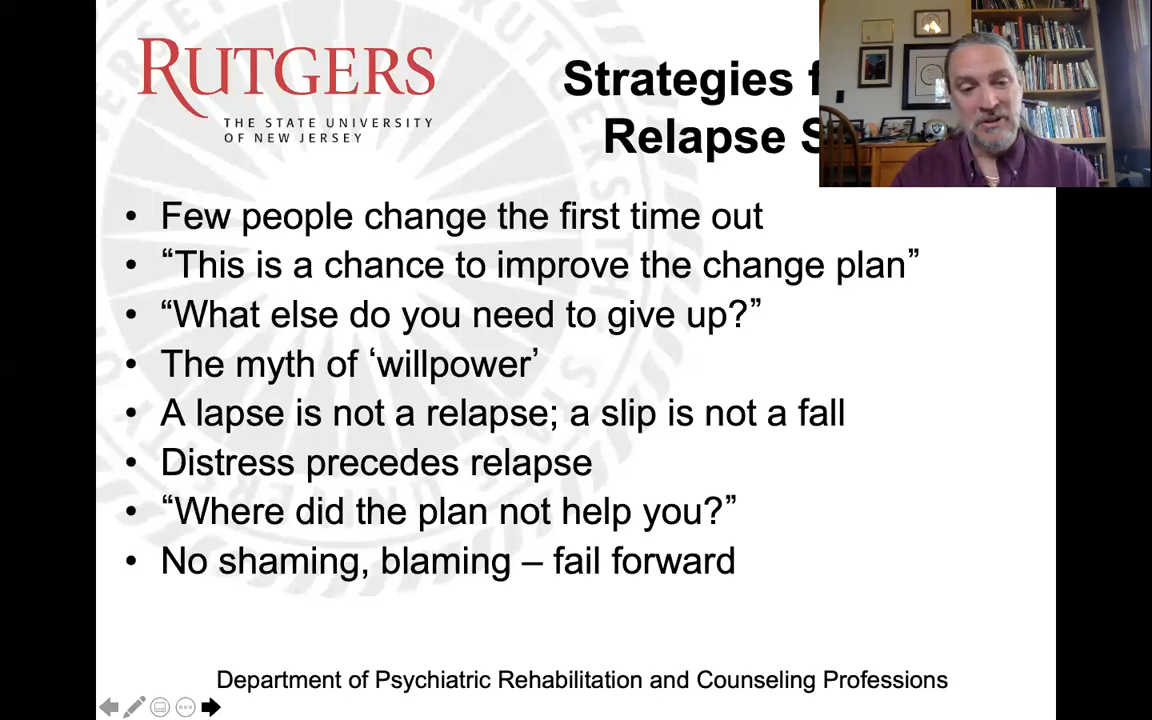 RUTGERS
THE STATE UNIVERSITY
OF NEW JERSEY
Strategies
Relapse
• Few people change the first time out
• “This is a chance to improve the change plan”
• “What else do you need to give up?”
• The myth of ‘willpower’
• A lapse is not a relapse; a slip is not a fall
• Distress precedes relapse
• “Where did the plan not help you?”
• No shaming, blaming – fail forward
Department of Psychiatric Rehabilitation and Counseling Professions